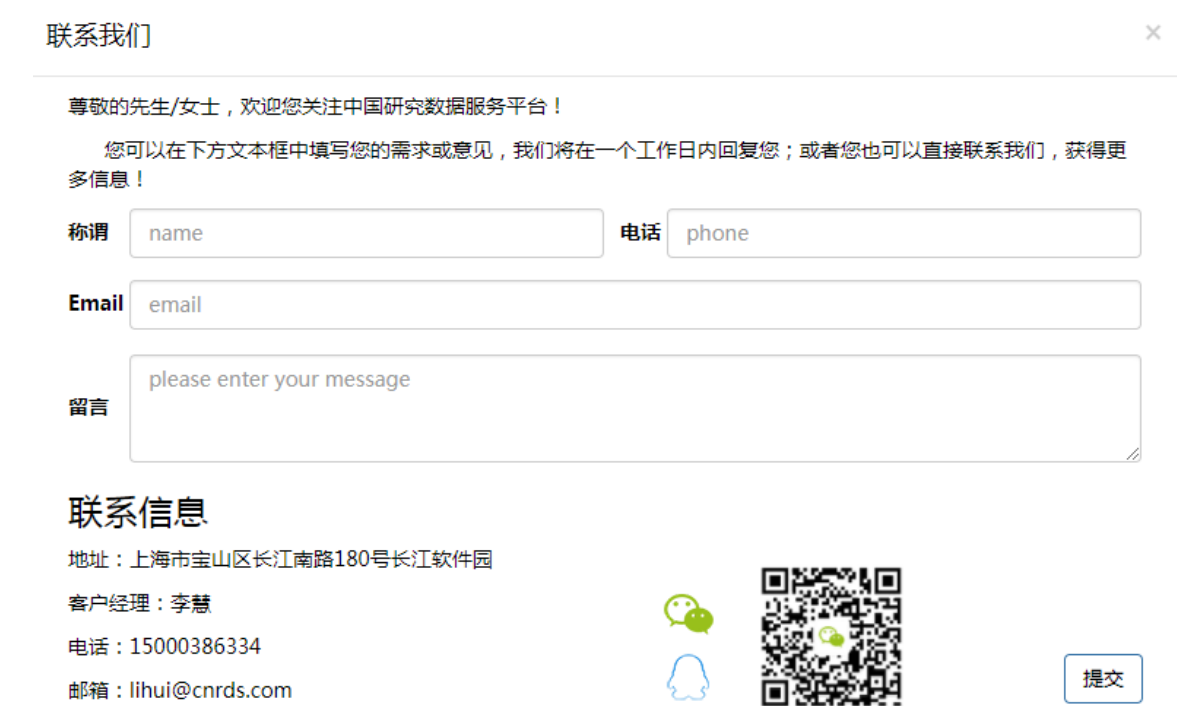 联系我们
×
尊敬的先生/女士，欢迎您关注中国研究数据服务平台！
您可以在下方文本框中填写您的需求或意见，我们将在一个工作日内回复您；或者您也可以直接联系我们，获得更
多信息！
称谓 name 电话 phone
Email email
留言 please enter your message
联系信息
地址：上海市宝山区长江南路180号长江软件园
客户经理：李慧
电话：15000386334
邮箱：lihui@cnrds.com
提交